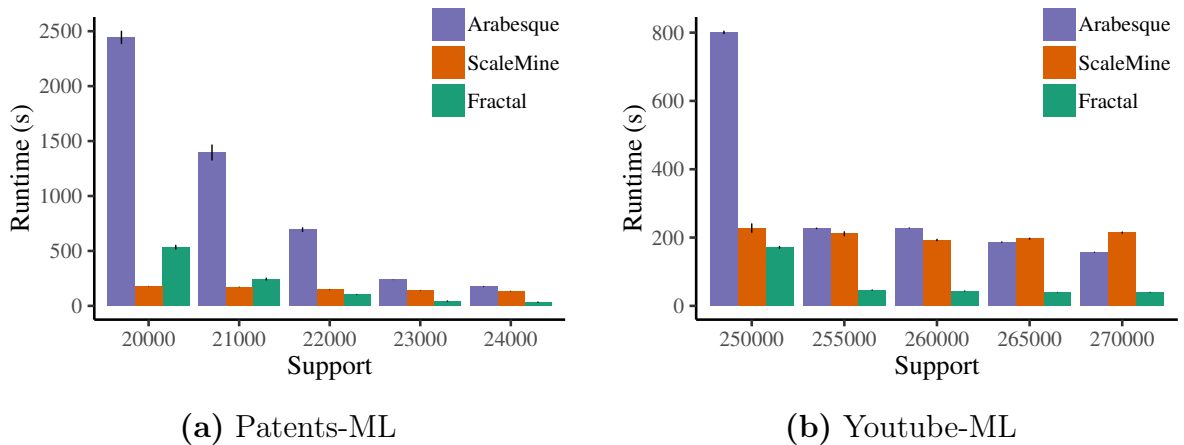 2500
2000
1500
1000
500
0
Runtime (s)
Arabesque
ScaleMine
Fractal
20000 21000 22000 23000 24000
Support
(a) Patents-ML
800
600
400
200
0
Runtime (s)
Arabesque
ScaleMine
Fractal
250000 255000 260000 265000 270000
Support
(b) Youtube-ML